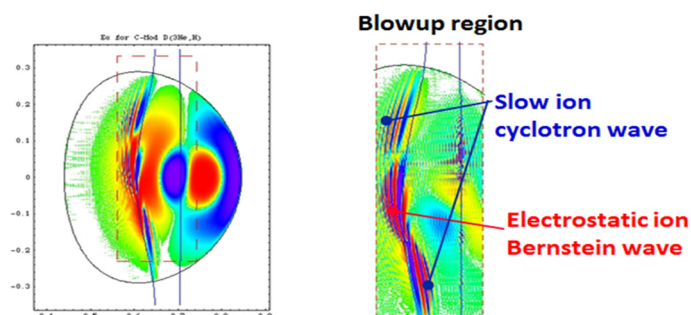 Blowup region
Eα for C-Mod D(3He,H)
0.3
0.2
0.1
0
-0.1
-0.2
-0.3
Slow ion
cyclotron wave
Electrostatic ion
Bernstein wave